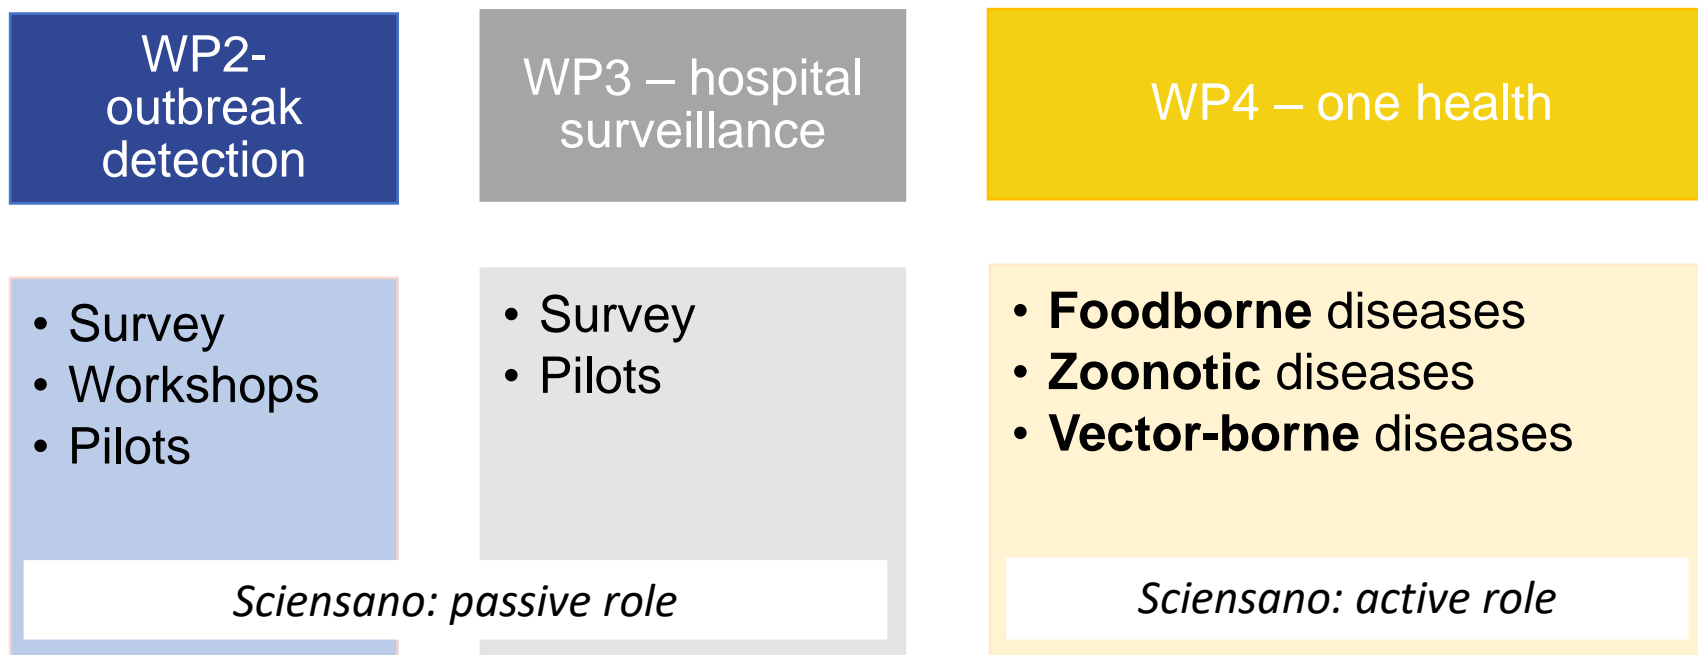 WP2-
outbreak
detection
WP3 – hospital
surveillance
WP4 – one health
• Survey
• Workshops
• Pilots
• Survey
• Pilots
• Foodborne diseases
• Zoonotic diseases
• Vector-borne diseases
Sciensano: passive role
Sciensano: active role